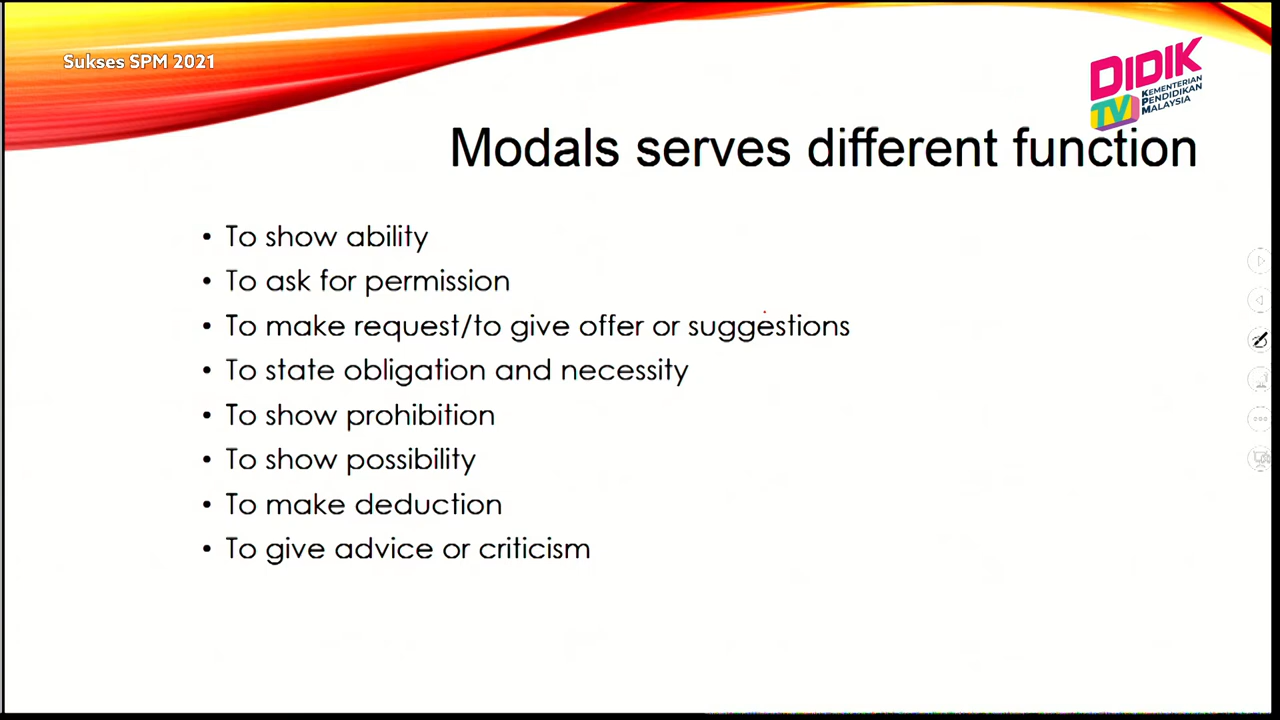 Sukses SPM 2021
DIDIK
TV
KEMENTERIAN
PENDIDIKAN
MALAYSIA
Modals serves different function
• To show ability
• To ask for permission
• To make request/to give offer or suggestions
• To state obligation and necessity
• To show prohibition
• To show possibility
• To make deduction
• To give advice or criticism